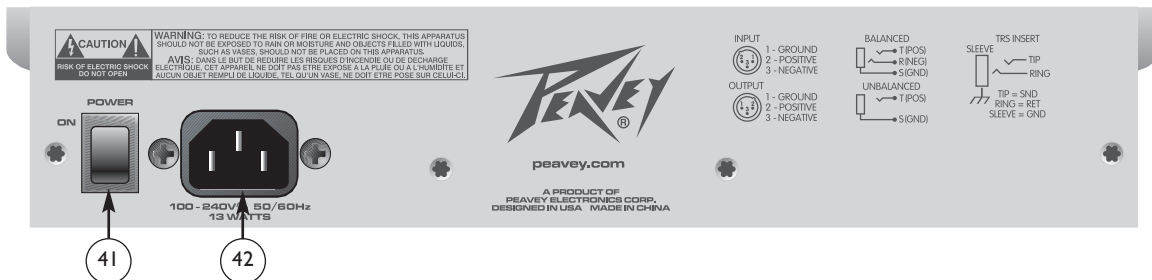 CAUTION
RISK OF ELECTRIC SHOCK
DO NOT OPEN
WARNING: TO REDUCE THE RISK OF FIRE OR ELECTRIC SHOCK, THIS APPARATUS
SHOULD NOT BE EXPOSED TO RAIN OR MOISTURE AND OBJECTS FILLED WITH LIQUIDS,
SUCH AS VASES, SHOULD NOT BE PLACED ON THIS APPARATUS.
AVIS: DANS LE BUT DE REDUIRE LES RISQUES D'INCENDIE OU DE DECHARGE
ELECTRIQUE, CET APPAREIL NE DOIT PAS ETRE EXPOSE A LA PLUIE OU A L'HUMIDITE ET
AUCUN OBJET REMPLI DE LIQUIDE, TEL QU'UN VASE, NE DOIT ETRE POSE SUR CELUI-CI.
POWER
ON
100-240V~ 50/60Hz
13 WATTS
41
42
PEAVEY
®
peavey.com
A PRODUCT OF
PEAVEY ELECTRONICS CORP.
DESIGNED IN USA MADE IN CHINA
INPUT
1 - GROUND
2 - POSITIVE
3 - NEGATIVE
OUTPUT
1 - GROUND
2 - POSITIVE
3 - NEGATIVE
BALANCED
T (POS)
R (NEG)
S (GND)
UNBALANCED
T (POS)
S (GND)
TRS INSERT
SLEEVE
TIP
RING
TIP = SND
RING = RET
SLEEVE = GND